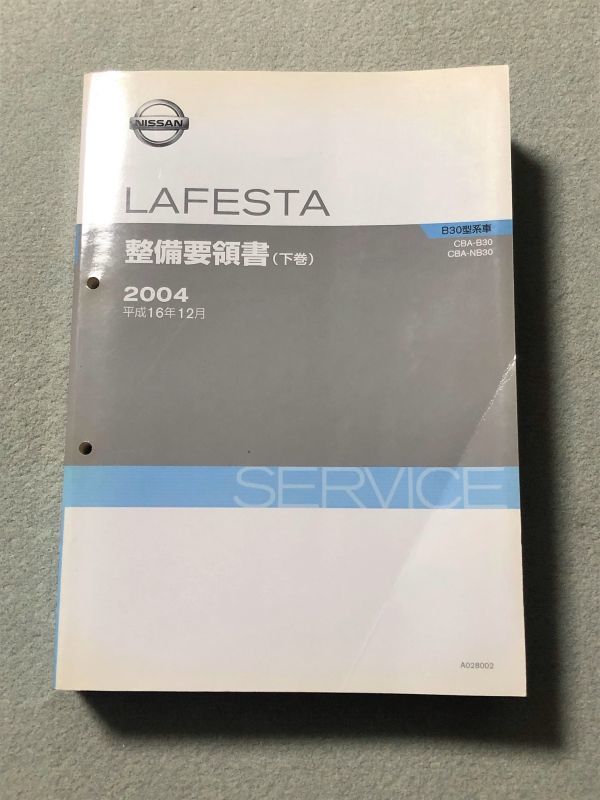 NISSAN
LAFESTA
B30型系車
CBA-B30
CBA-NB30
整備要領書(下巻)
2004
平成16年12月
SERVICE
A028002